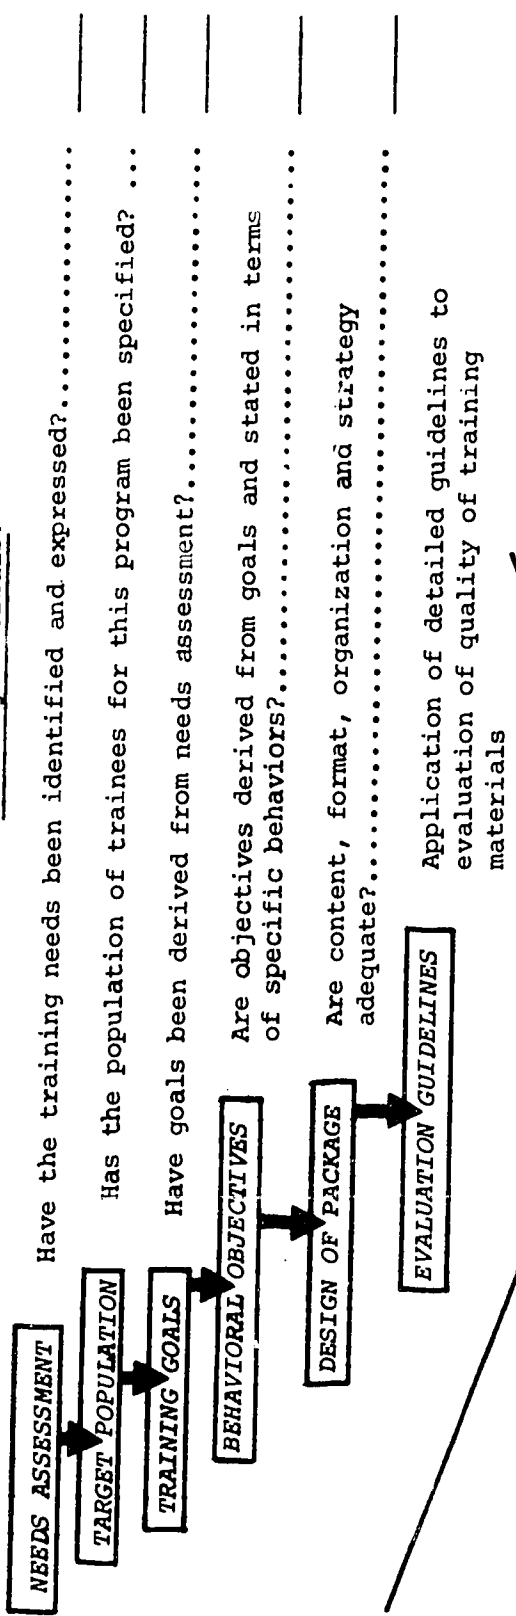 NEEDS ASSESSMENT
Have the training needs been identified and expressed?......................
TARGET POPULATION
Has the population of trainees for this program been specified? ...
Have goals been derived from needs assessment?............................
TRAINING GOALS
Are objectives derived from goals and stated in terms
of specific behaviors?...............................................
BEHAVIORAL OBJECTIVES
Are content, format, organization and strategy
adequate?............................................................
DESIGN OF PACKAGE
Application of detailed guidelines to
evaluation of quality of training
materials
EVALUATION GUIDELINES